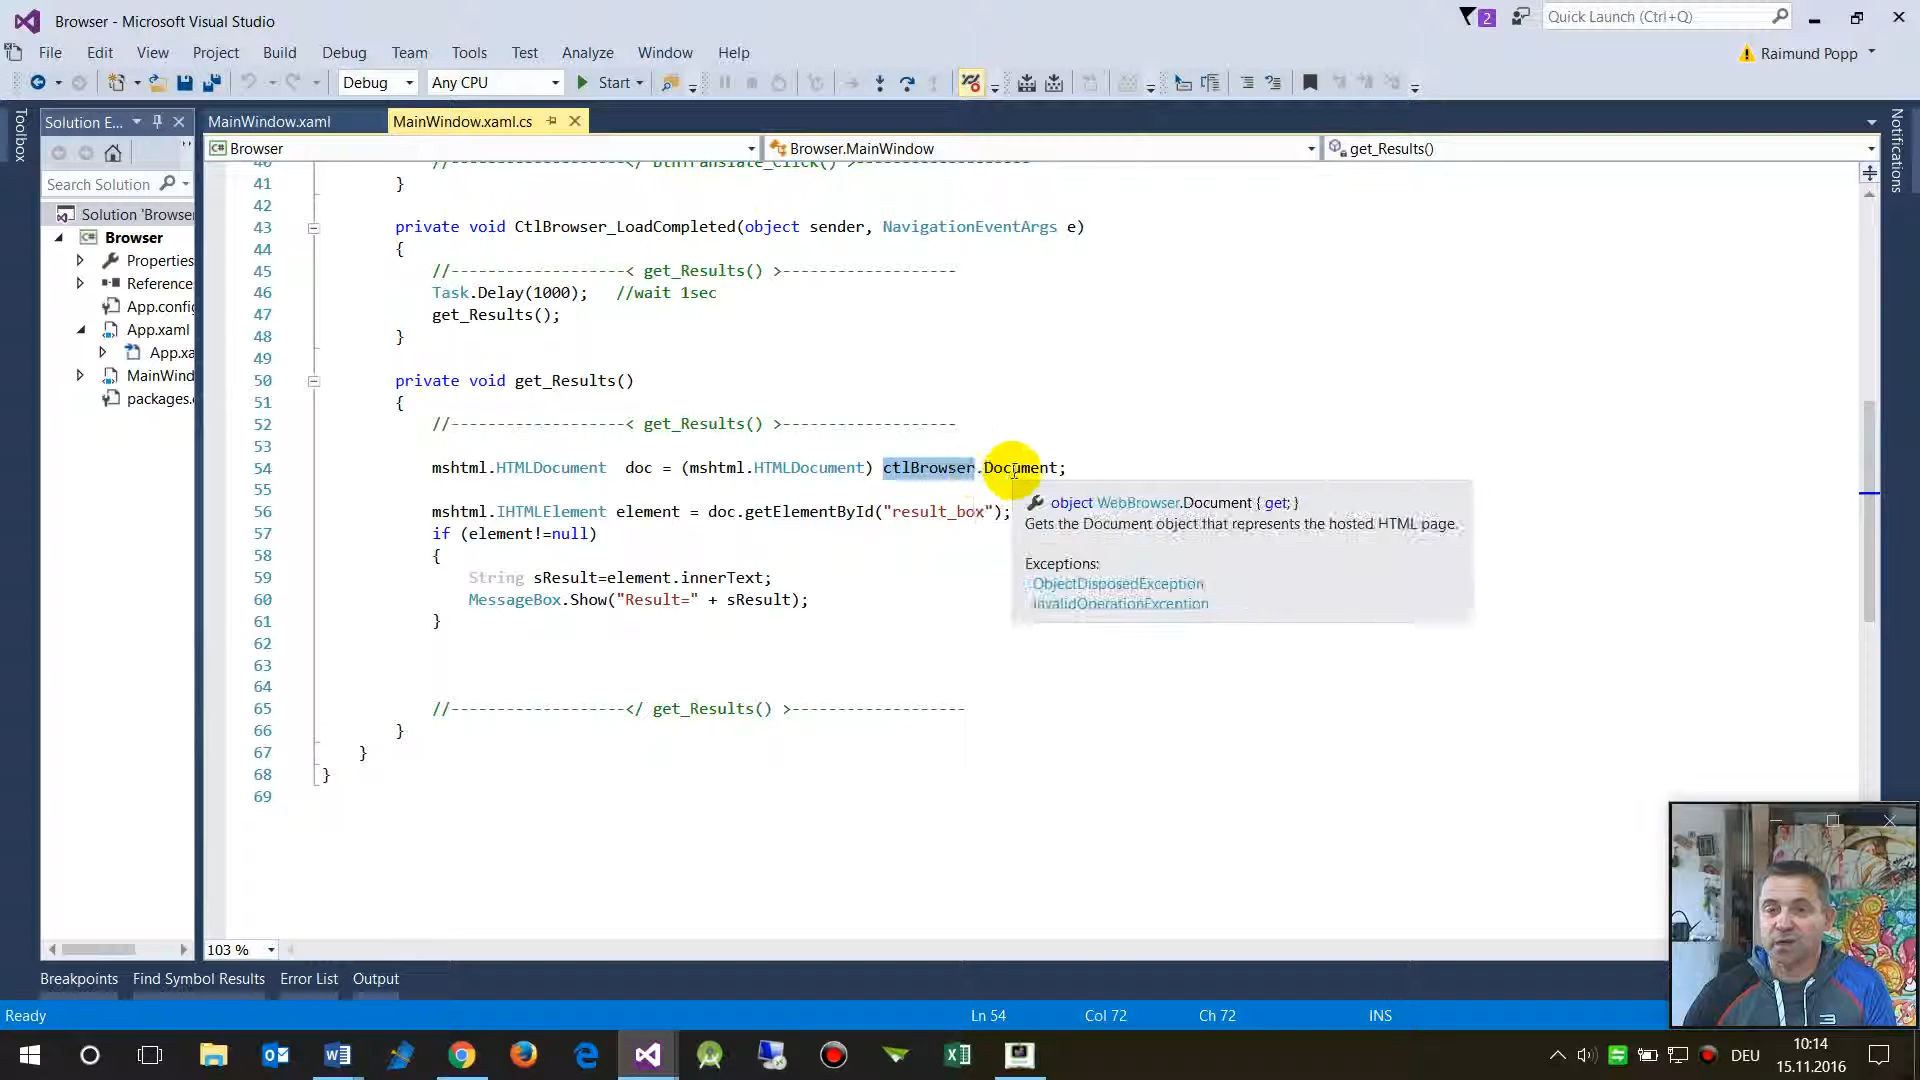 Browser - Microsoft Visual Studio
2
Quick Launch (Ctrl+Q)
File Edit View Project Build Debug Team Tools Test Analyze Window Help
Raimund Popp
Debug Any CPU Start
Toolbox
Solution E...
MainWindow.xaml MainWindow.xaml.cs
Notifications
Browser Browser.MainWindow get_Results()
Search Solution
Solution 'Browser
Browser
Properties
Reference
App.config
App.xaml
App.xa
MainWind
packages.
40 //-------------------</ btnTranslate_Click() >-------------------
41 }
42
43 private void CtlBrowser_LoadCompleted(object sender, NavigationEventArgs e)
44 {
45 //-------------------< get_Results() >-------------------
46 Task.Delay(1000); //wait 1sec
47 get_Results();
48 }
49
50 private void get_Results()
51 {
52 //-------------------< get_Results() >-------------------
53
54 mshtml.HTMLDocument doc = (mshtml.HTMLDocument) ctlBrowser.Document;
55
56 mshtml.IHTMLElement element = doc.getElementById("result_box");
57 if (element!=null)
58 {
59 String sResult=element.innerText;
60 MessageBox.Show("Result=" + sResult);
61 }
62
63
64
65 //-------------------</ get_Results() >-------------------
66 }
67 }
68 }
69
object WebBrowser.Document { get; }
Gets the Document object that represents the hosted HTML page.
Exceptions:
ObjectDisposedException
InvalidOperationException
103 %
Breakpoints Find Symbol Results Error List Output
Ready Ln 54 Col 72 Ch 72 INS
DEU
10:14
15.11.2016